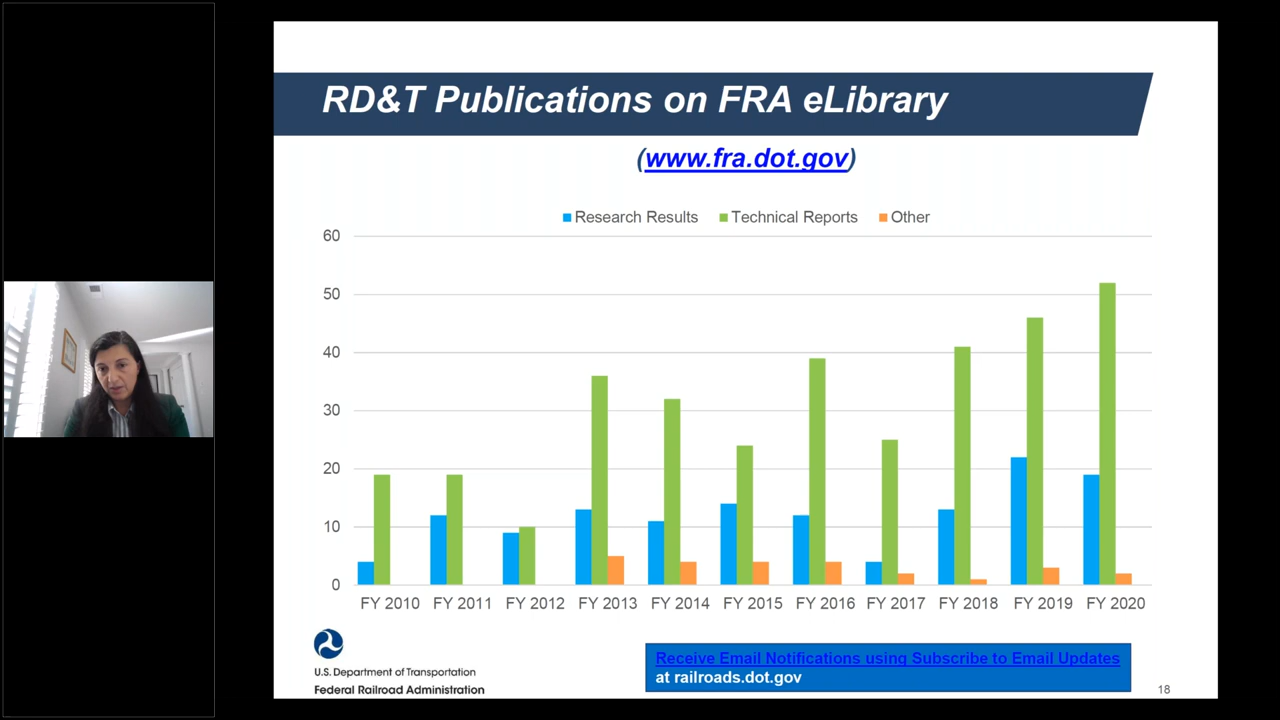 RD&T Publications on FRA eLibrary
(www.fra.dot.gov)
Research Results Technical Reports Other
60
50
40
30
20
10
0
FY 2010 FY 2011 FY 2012 FY 2013 FY 2014 FY 2015 FY 2016 FY 2017 FY 2018 FY 2019 FY 2020
U.S. Department of Transportation
Federal Railroad Administration
Receive Email Notifications using Subscribe to Email Updates
at railroads.dot.gov
18